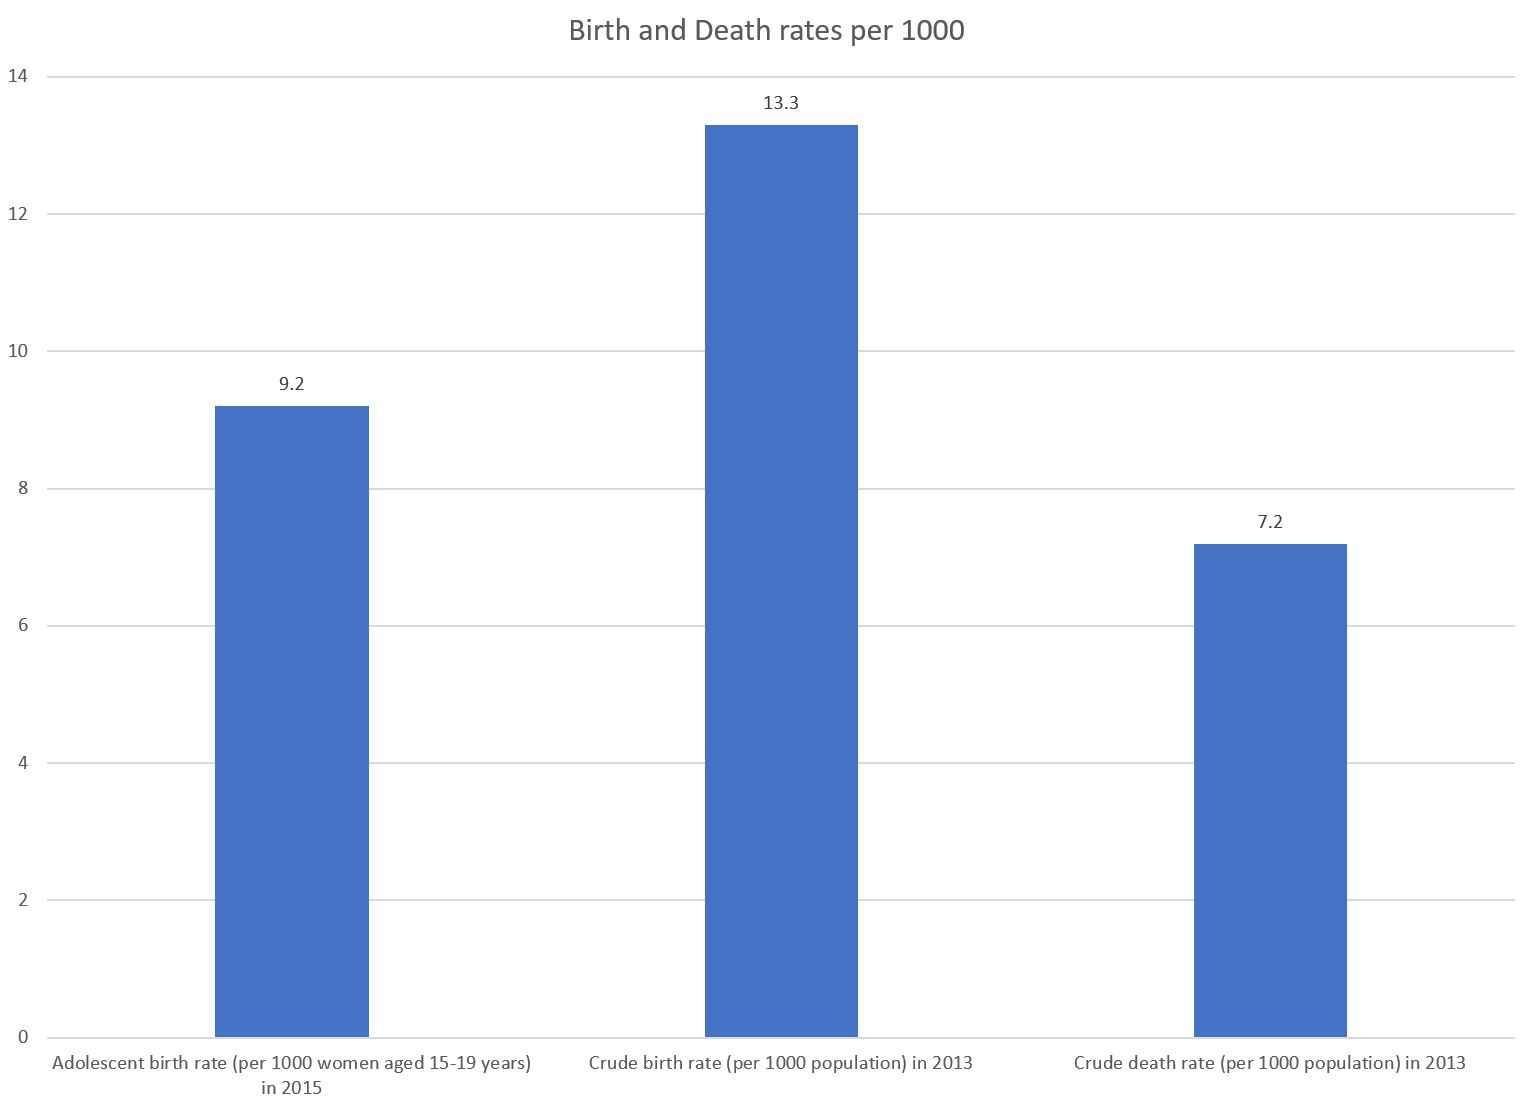 Birth and Death rates per 1000
14
13.3
12
10
9.2
8
7.2
6
4
2
0
Adolescent birth rate (per 1000 women aged 15-19 years)
in 2015
Crude birth rate (per 1000 population) in 2013
Crude death rate (per 1000 population) in 2013